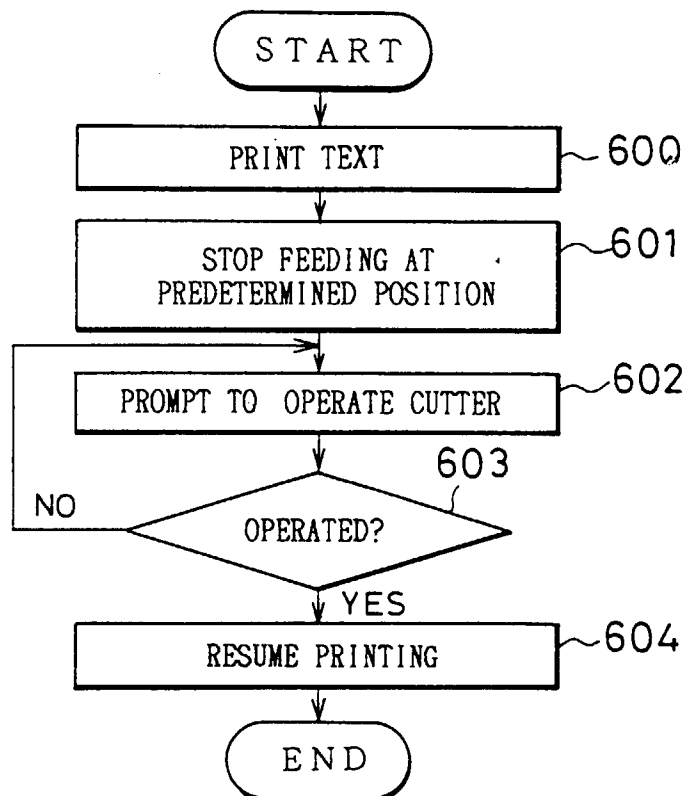 START
PRINT TEXT
600
STOP FEEDING AT
PREDETERMINED POSITION
601
PROMPT TO OPERATE CUTTER
602
603
NO
OPERATED?
YES
RESUME PRINTING
604
END